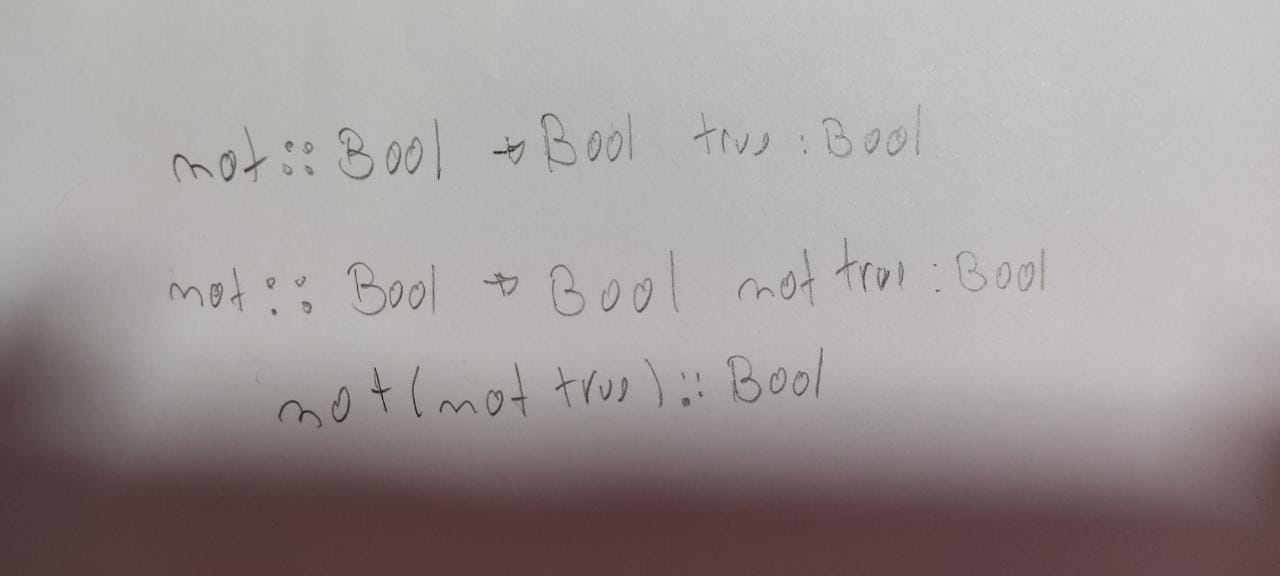 not :: Bool → Bool true : Bool
not :: Bool → Bool not true : Bool
not (not true) :: Bool